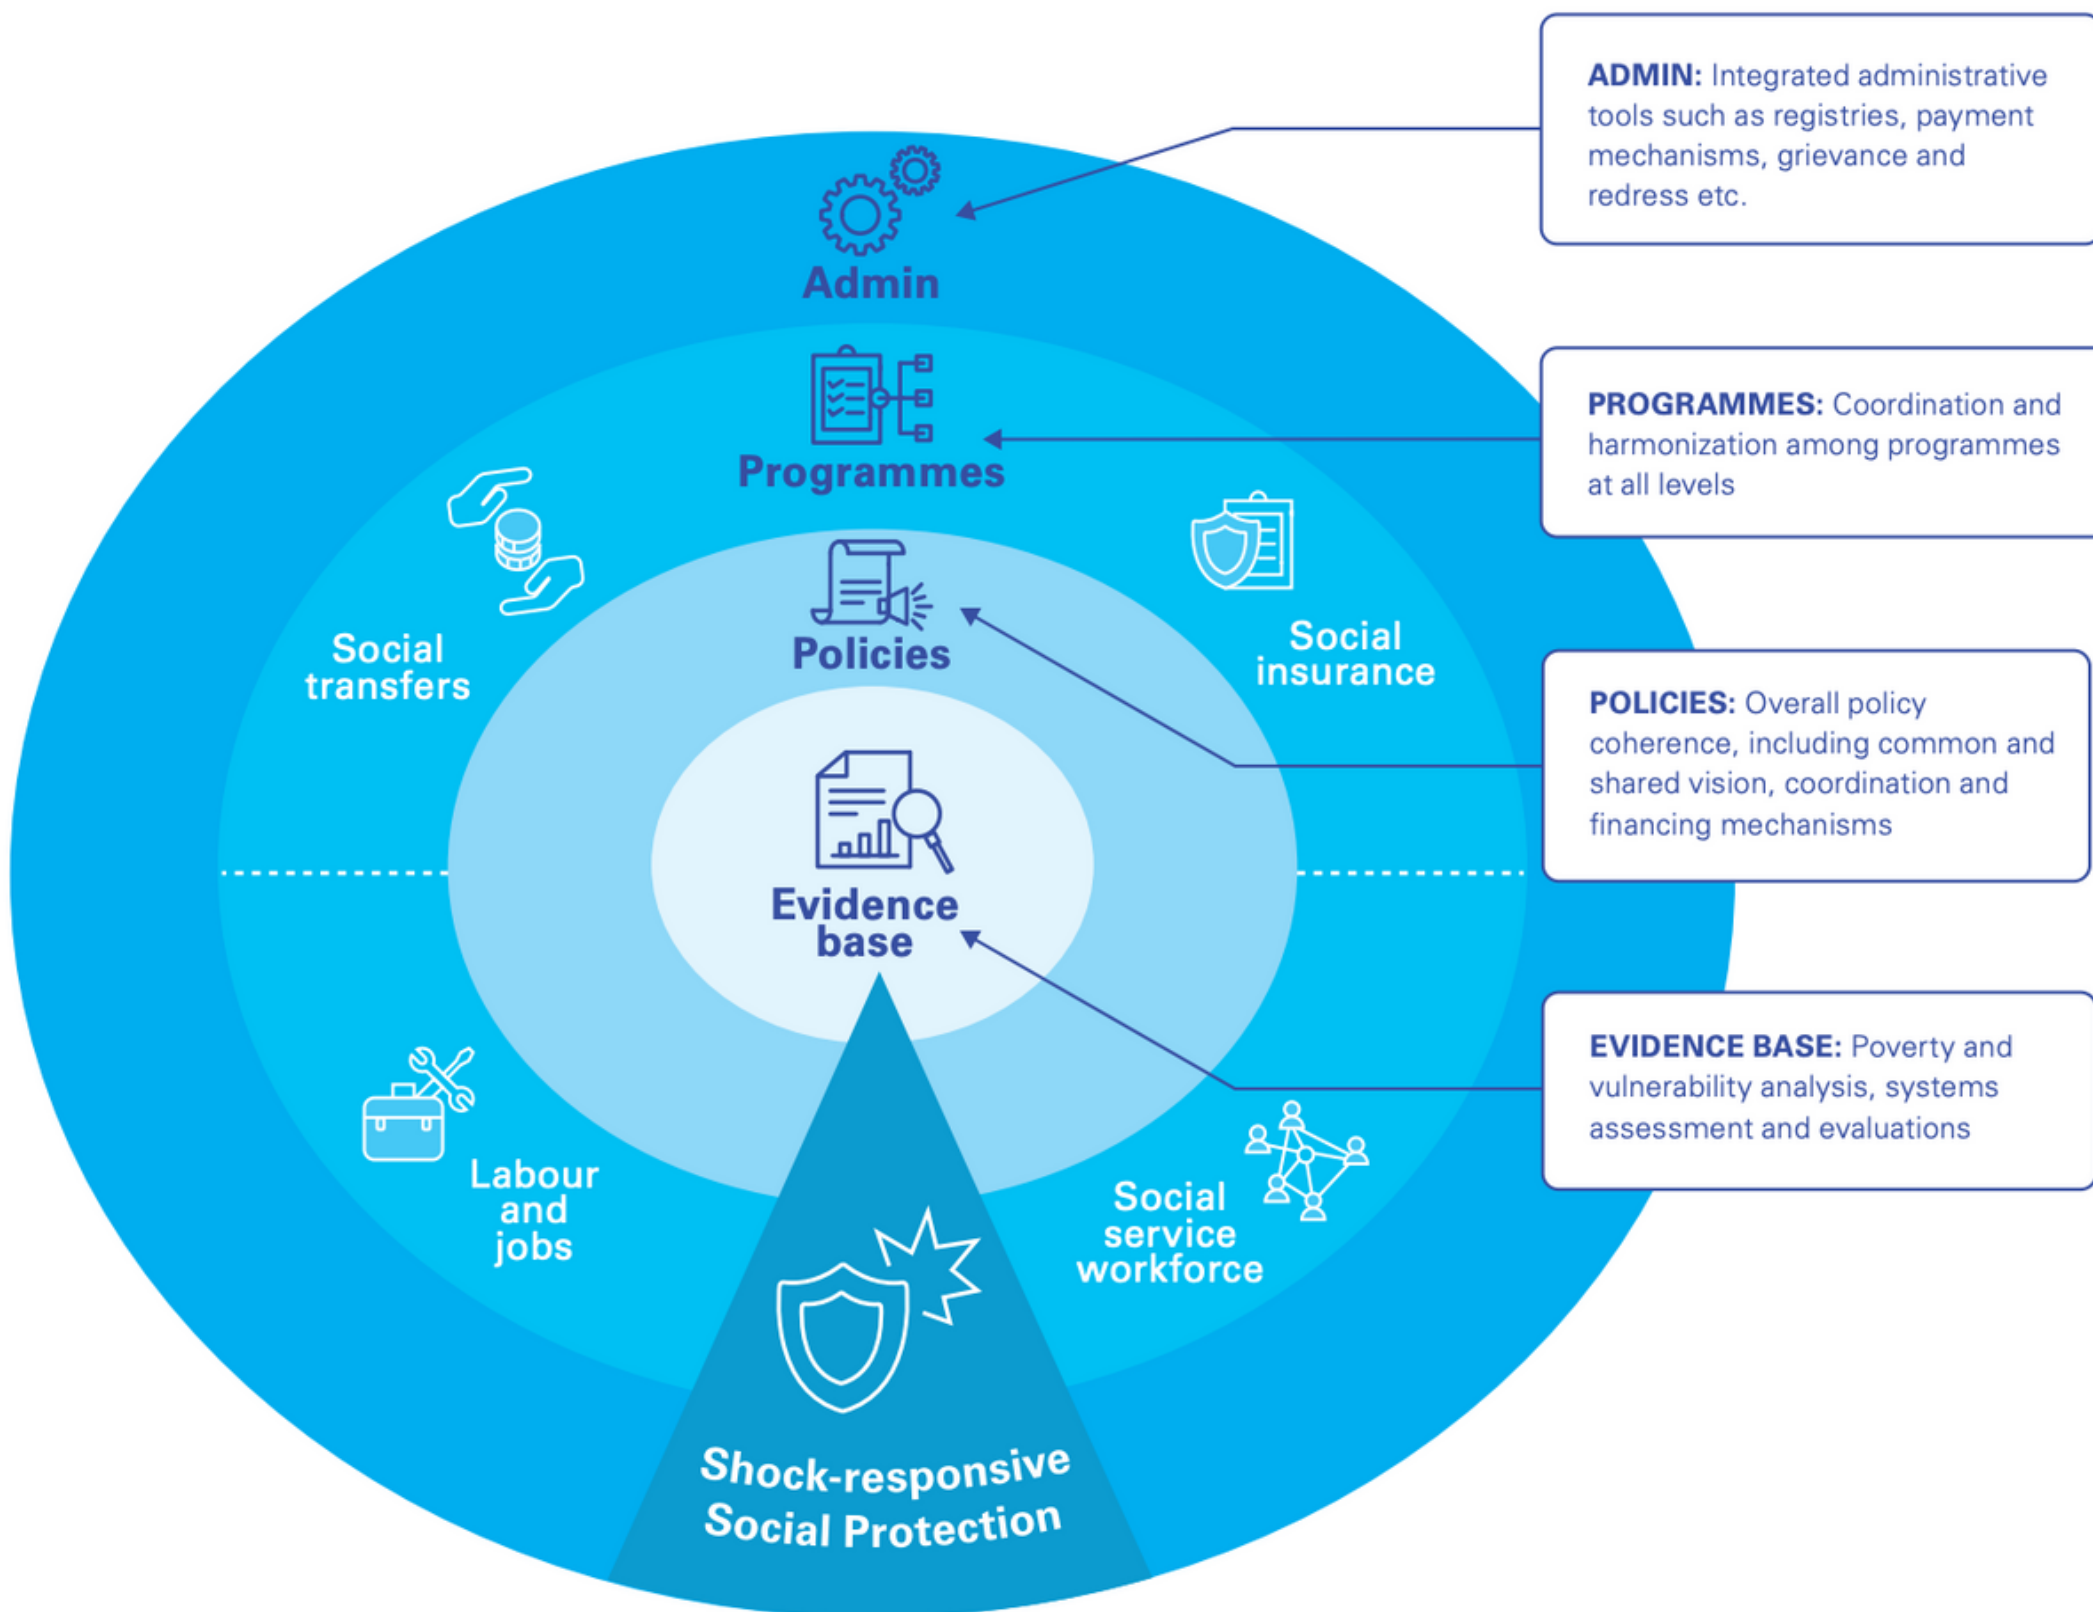 ADMIN: Integrated administrative
tools such as registries, payment
mechanisms, grievance and
redress etc.
Admin
PROGRAMMES: Coordination and
harmonization among programmes
at all levels
Programmes
Social
transfers
Social
insurance
Policies
POLICIES: Overall policy
coherence, including common and
shared vision, coordination and
financing mechanisms
Evidence
base
EVIDENCE BASE: Poverty and
vulnerability analysis, systems
assessment and evaluations
Labour
and
jobs
Social
service
workforce
Shock-responsive
Social Protection